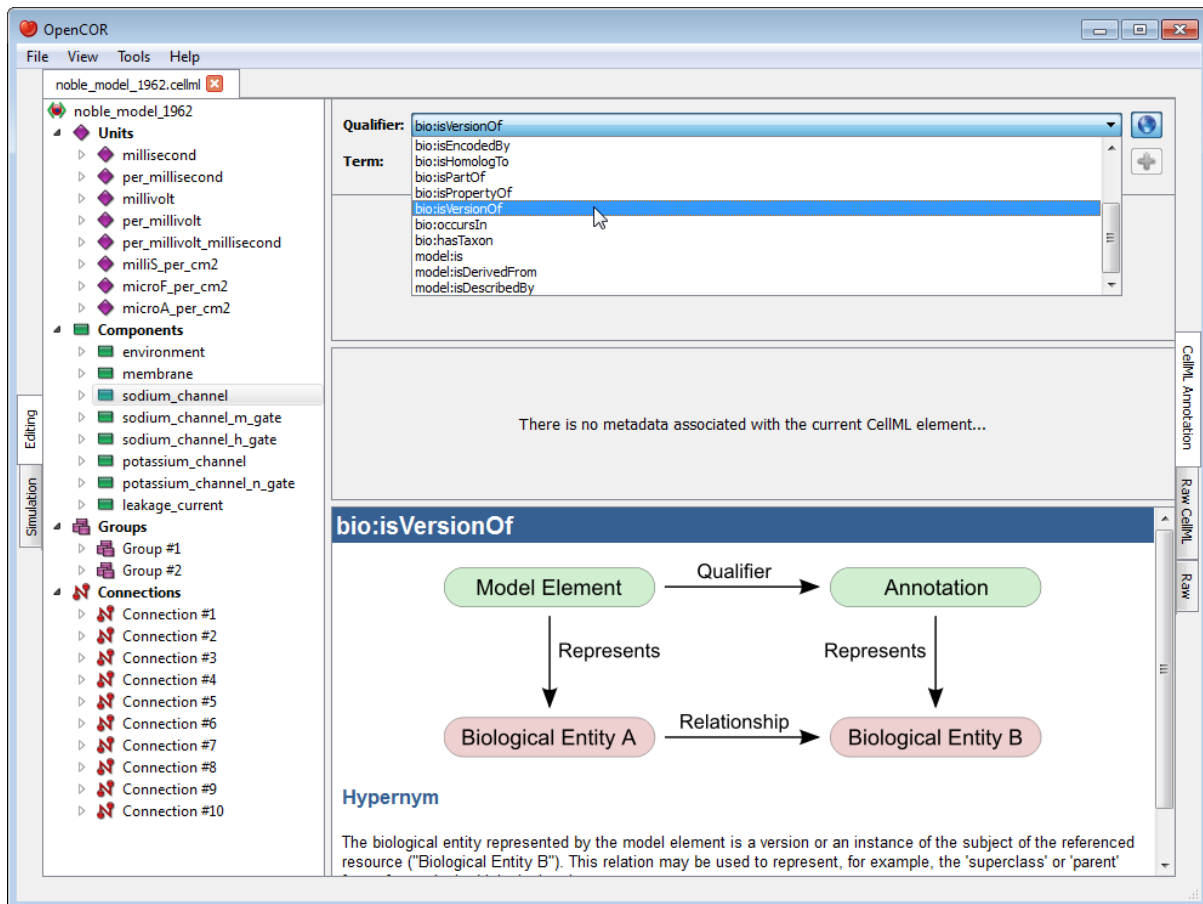 OpenCOR
File View Tools Help
noble_model_1962.cellml
noble_model_1962
Units
millisecond
per_millisecond
millivolt
per_millivolt
per_millivolt_millisecond
milliS_per_cm2
microF_per_cm2
microA_per_cm2
Components
environment
membrane
sodium_channel
sodium_channel_m_gate
sodium_channel_h_gate
potassium_channel
potassium_channel_n_gate
leakage_current
Groups
Group #1
Group #2
Connections
Connection #1
Connection #2
Connection #3
Connection #4
Connection #5
Connection #6
Connection #7
Connection #8
Connection #9
Connection #10
Editing
Simulation
Qualifier: bio:isVersionOf
Term:
bio:isEncodedBy
bio:isHomologTo
bio:isPartOf
bio:isPropertyOf
bio:isVersionOf
bio:occursIn
bio:hasTaxon
model:is
model:isDerivedFrom
model:isDescribedBy
There is no metadata associated with the current CellML element...
bio:isVersionOf
Model Element
Qualifier
Annotation
Represents
Represents
Biological Entity A
Relationship
Biological Entity B
Hypernym
The biological entity represented by the model element is a version or an instance of the subject of the referenced
resource ("Biological Entity B"). This relation may be used to represent, for example, the 'superclass' or 'parent'
CellML Annotation
Raw CellML
Raw